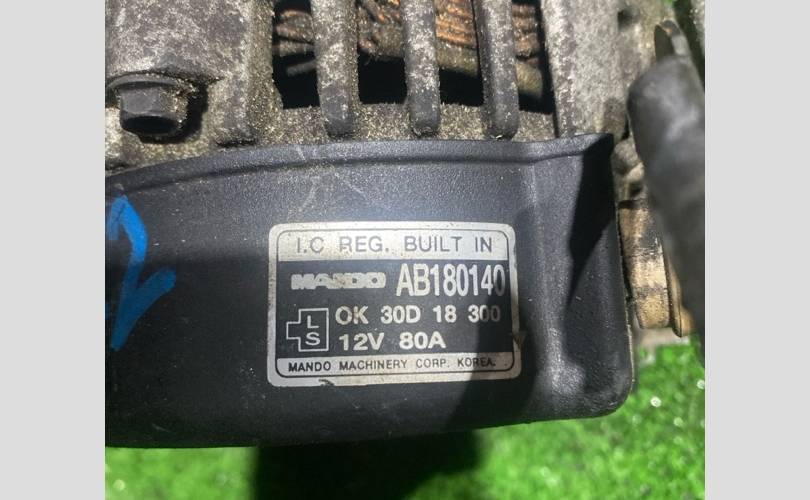 I.C REG. BUILT IN
MANDO AB180140
L OK 30D 18 300
S 12V 80A
MANDO MACHINERY CORP. KOREA.